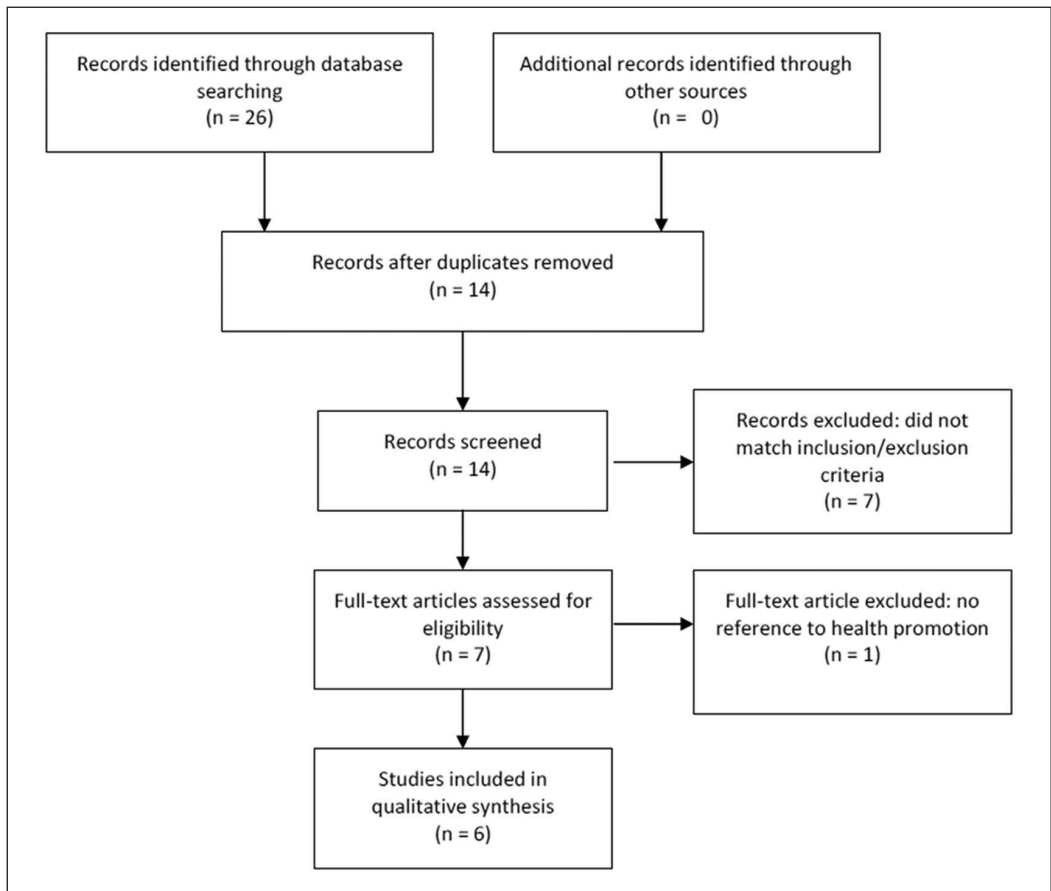 Records identified through database
searching
(n = 26)
Additional records identified through
other sources
(n = 0)
Records after duplicates removed
(n = 14)
Records screened
(n = 14)
Records excluded: did not
match inclusion/exclusion
criteria
(n = 7)
Full-text articles assessed for
eligibility
(n = 7)
Full-text article excluded: no
reference to health promotion
(n = 1)
Studies included in
qualitative synthesis
(n = 6)